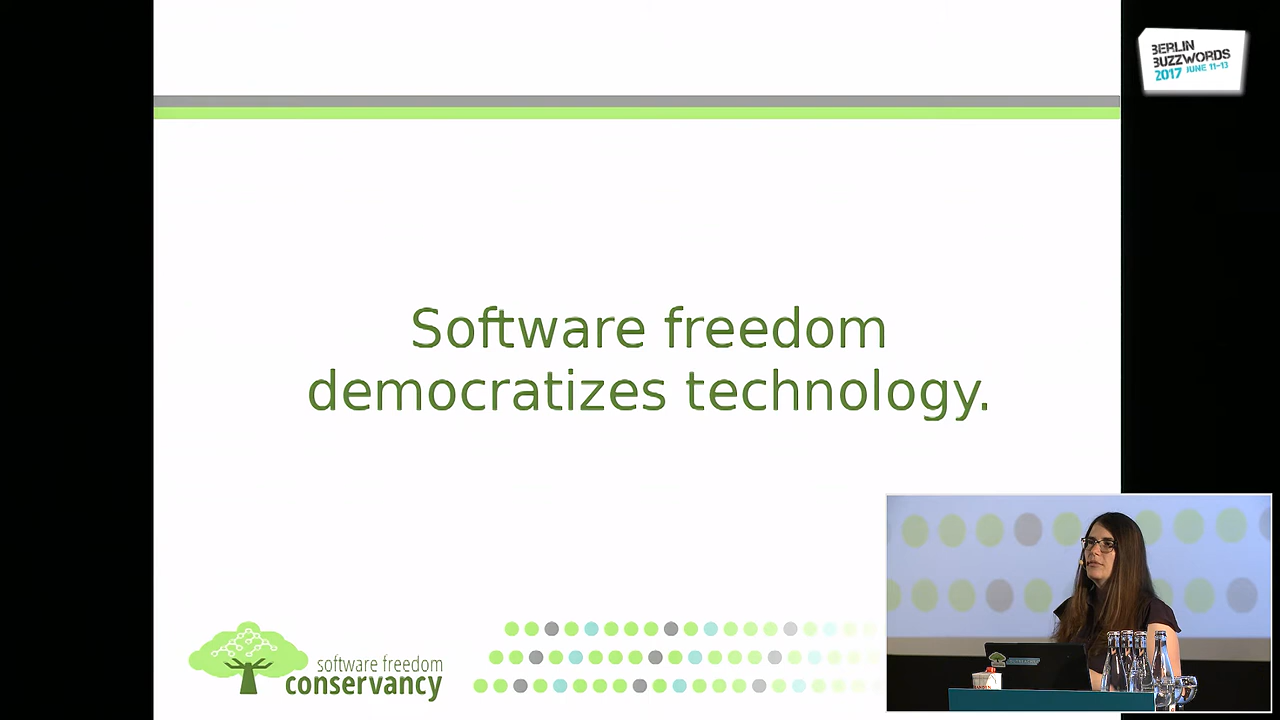 BERLIN
BUZZWORDS
2017 JUNE 11-13
Software freedom
democratizes technology.
software freedom
conservancy